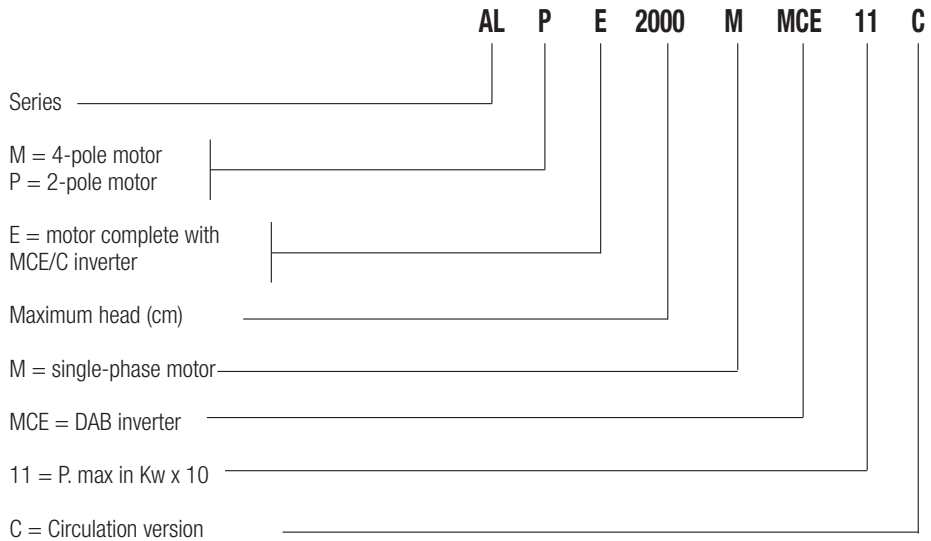 AL P E 2000 M MCE 11 C
Series
M = 4-pole motor
P = 2-pole motor
E = motor complete with
MCE/C inverter
Maximum head (cm)
M = single-phase motor
MCE = DAB inverter
11 = P. max in Kw x 10
C = Circulation version